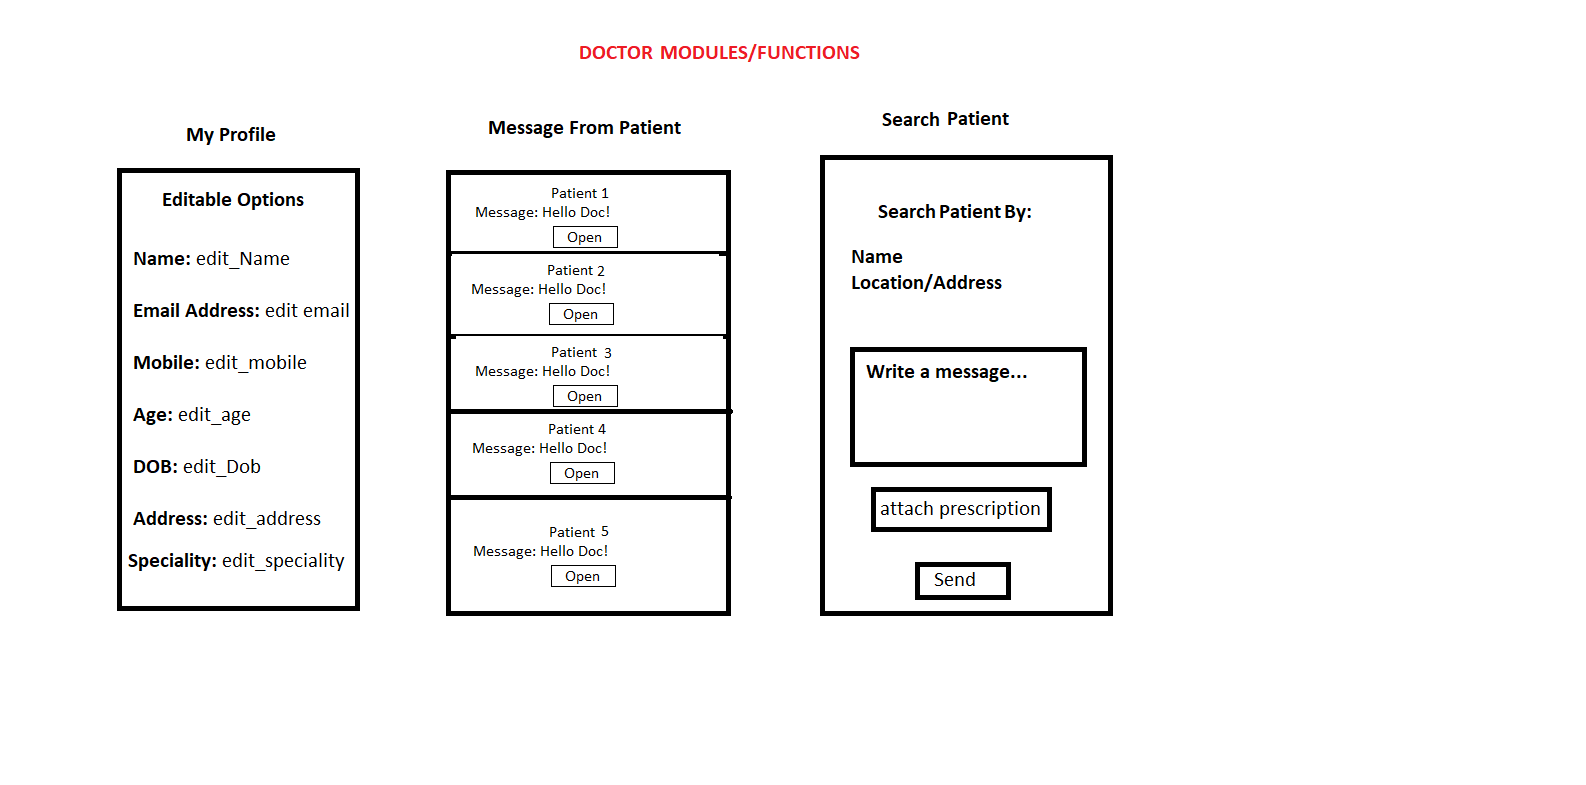 DOCTOR MODULES/FUNCTIONS
My Profile
Editable Options
Name: edit_Name
Email Address: edit email
Mobile: edit_mobile
Age: edit_age
DOB: edit_Dob
Address: edit_address
Speciality: edit_speciality
Message From Patient
Patient 1
Message: Hello Doc!
Open
Patient 2
Message: Hello Doc!
Open
Patient 3
Message: Hello Doc!
Open
Patient 4
Message: Hello Doc!
Open
Patient 5
Message: Hello Doc!
Open
Search Patient
Search Patient By:
Name
Location/Address
Write a message...
attach prescription
Send